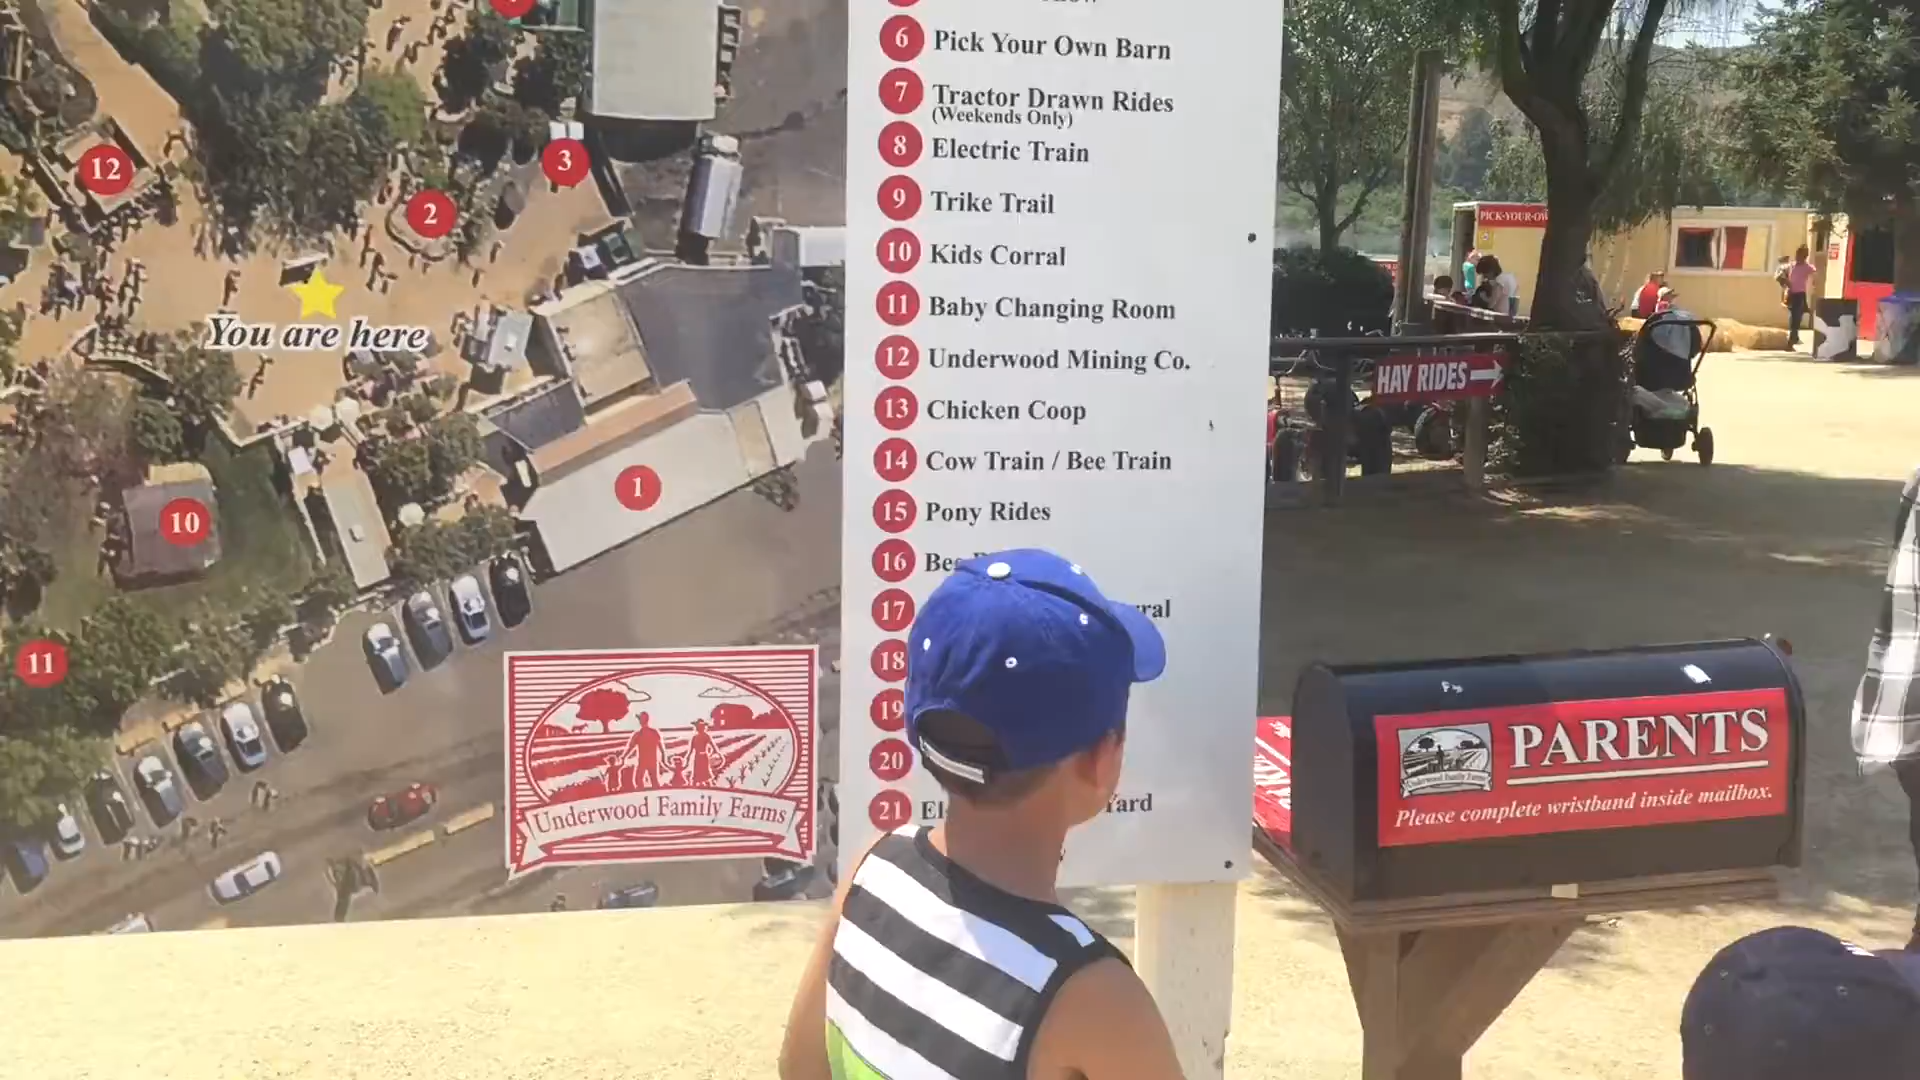 6 Pick Your Own Barn
7 Tractor Drawn Rides
(Weekends Only)
8 Electric Train
9 Trike Trail
10 Kids Corral
11 Baby Changing Room
12 Underwood Mining Co.
13 Chicken Coop
14 Cow Train / Bee Train
15 Pony Rides
16
17
18
19
20
21
12
3
2
You are here
1
10
11
Underwood Family Farms
PICK-YOUR-OW
HAY RIDES
PARENTS
Please complete wristband inside mailbox.
Underwood Family Farms